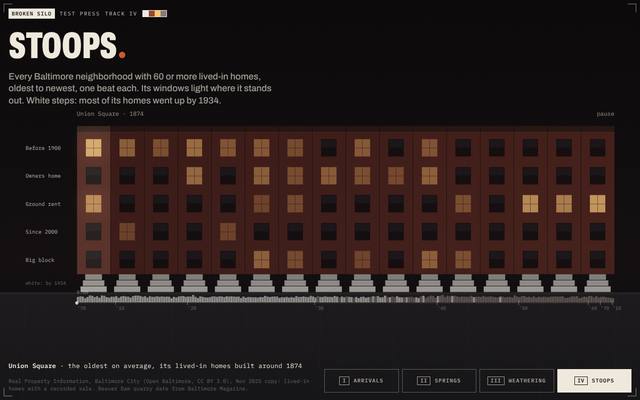 BROKEN SILO TEST PRESS TRACK IV
STOOPS.
Every Baltimore neighborhood with 60 or more lived-in homes,
oldest to newest, one beat each. Its windows light where it stands
out. White steps: most of its homes went up by 1934.
Union Square · 1874 pause
Before 1900
Owners home
Ground rent
Since 2000
Big block
white: by 1934
Union Square · the oldest on average, its lived-in homes built around 1874
Real Property Information, Baltimore City (Open Baltimore, CC BY 3.0), Nov 2025 copy: lived-in
homes with a recorded sale. Beaver Dam quarry date from Baltimore Magazine.
I ARRIVALS II SPRINGS III WEATHERING IV STOOPS